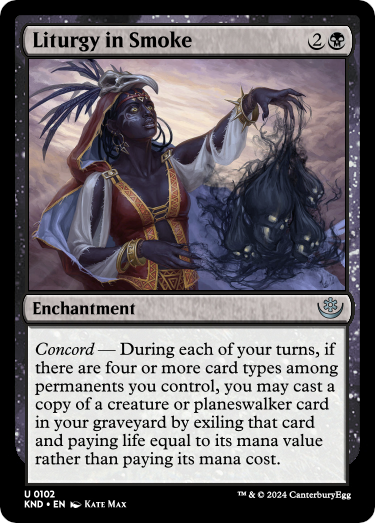 Liturgy in Smoke 2
Enchantment
Concord — During each of your turns, if
there are four or more card types among
permanents you control, you may cast a
copy of a creature or planeswalker card
in your graveyard by exiling that card
and paying life equal to its mana value
rather than paying its mana cost.
U 0102
KND • EN Kate Max
™ & © 2024 CanterburyEgg